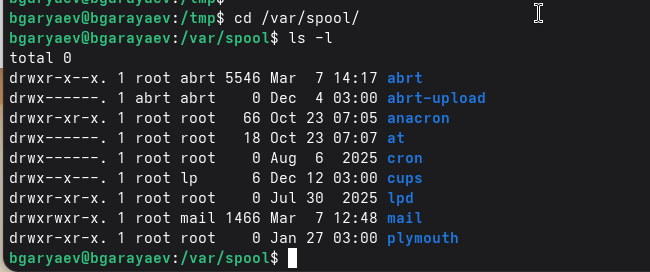 bgaryaev@bgarayaev:/tmp$
bgaryaev@bgarayaev:/tmp$ cd /var/spool/
bgaryaev@bgarayaev:/var/spool$ ls -l
total 0
drwxr-x--x. 1 root abrt 5546 Mar  7 14:17 abrt
drwx------. 1 abrt abrt    0 Dec  4 03:00 abrt-upload
drwxr-xr-x. 1 root root   66 Oct 23 07:05 anacron
drwx------. 1 root root   18 Oct 23 07:07 at
drwx------. 1 root root    0 Aug  6  2025 cron
drwx--x---. 1 root lp      6 Dec 12 03:00 cups
drwxr-xr-x. 1 root root    0 Jul 30  2025 lpd
drwxrwxr-x. 1 root mail 1466 Mar  7 12:48 mail
drwxr-xr-x. 1 root root    0 Jan 27 03:00 plymouth
bgaryaev@bgarayaev:/var/spool$